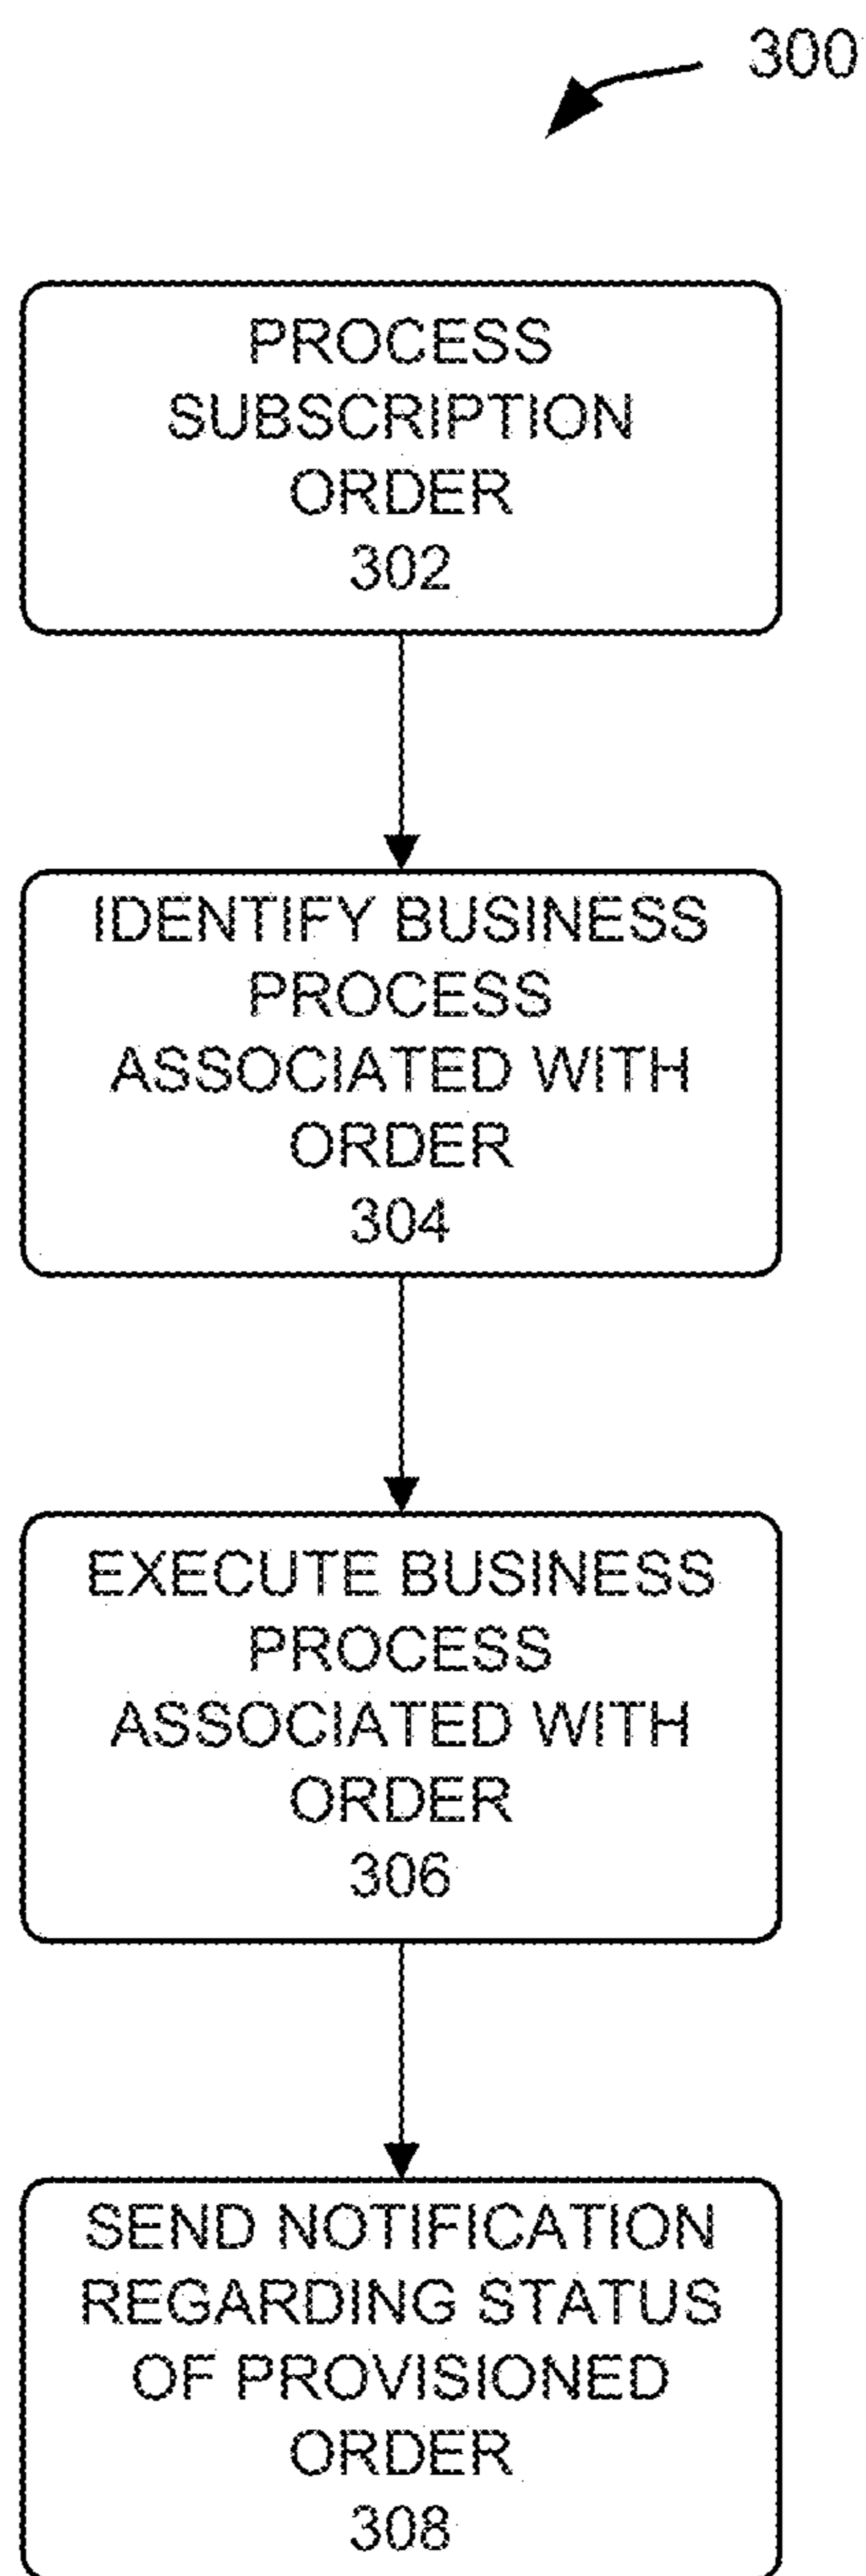 300
PROCESS
SUBSCRIPTION
ORDER
302
IDENTIFY BUSINESS
PROCESS
ASSOCIATED WITH
ORDER
304
EXECUTE BUSINESS
PROCESS
ASSOCIATED WITH
ORDER
306
SEND NOTIFICATION
REGARDING STATUS
OF PROVISIONED
ORDER
308